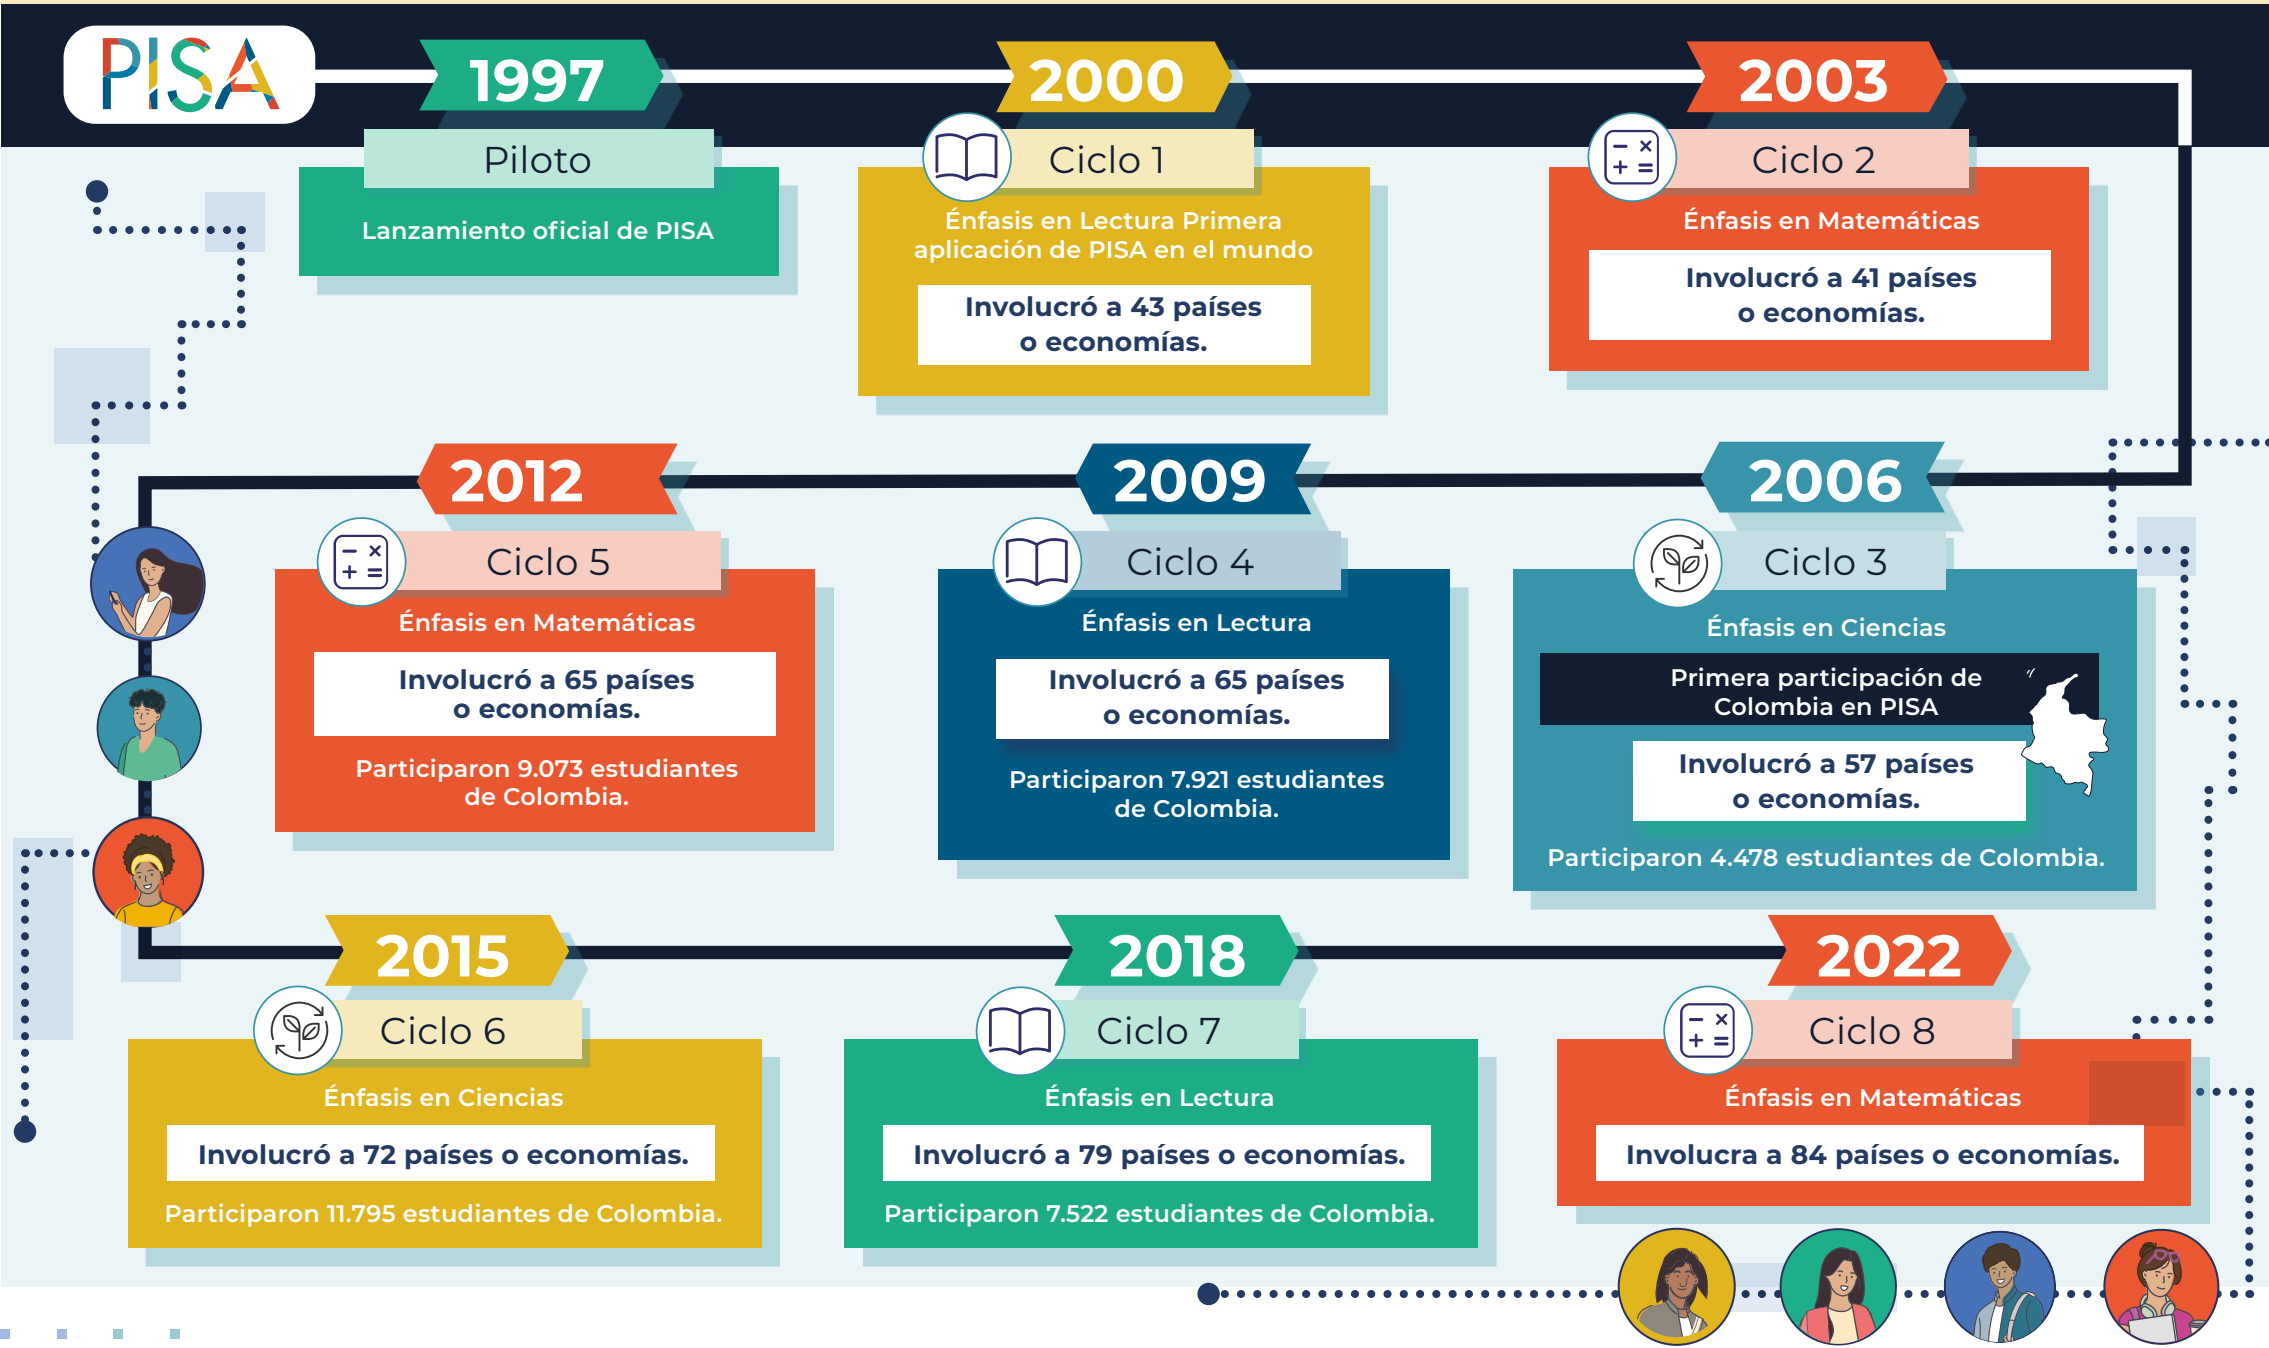 PISA
1997
Piloto
Lanzamiento oficial de PISA
2000
Ciclo 1
Énfasis en Lectura Primera
aplicación de PISA en el mundo
Involucró a 43 países
o economías.
2003
Ciclo 2
Énfasis en Matemáticas
Involucró a 41 países
o economías.
2006
Ciclo 3
Énfasis en Ciencias
Primera participación de
Colombia en PISA
Involucró a 57 países
o economías.
Participaron 4.478 estudiantes de Colombia.
2009
Ciclo 4
Énfasis en Lectura
Involucró a 65 países
o economías.
Participaron 7.921 estudiantes
de Colombia.
2012
Ciclo 5
Énfasis en Matemáticas
Involucró a 65 países
o economías.
Participaron 9.073 estudiantes
de Colombia.
2015
Ciclo 6
Énfasis en Ciencias
Involucró a 72 países o economías.
Participaron 11.795 estudiantes de Colombia.
2018
Ciclo 7
Énfasis en Lectura
Involucró a 79 países o economías.
Participaron 7.522 estudiantes de Colombia.
2022
Ciclo 8
Énfasis en Matemáticas
Involucra a 84 países o economías.